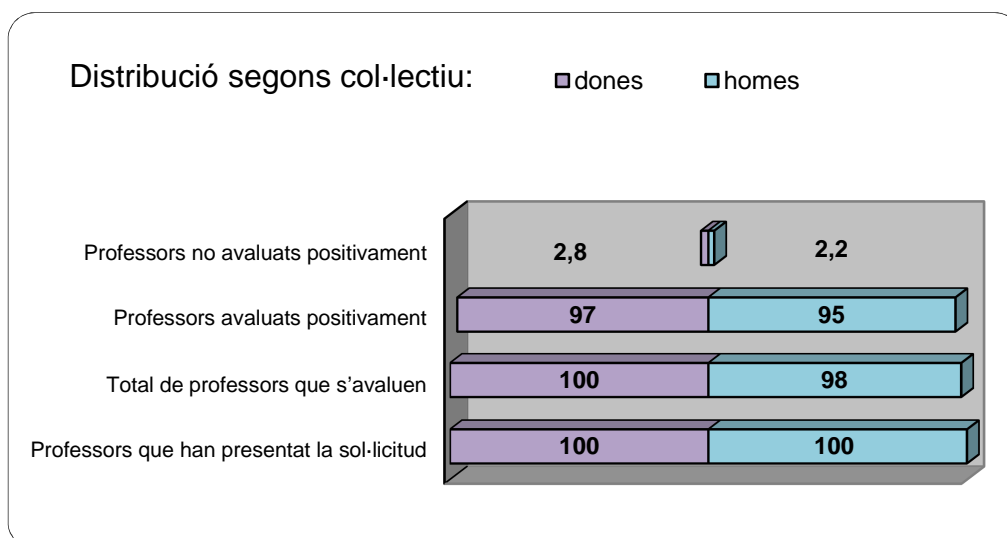 Distribució segons col·lectiu: dones homes
Professors no avaluats positivament 2,8 2,2
Professors avaluats positivament 97 95
Total de professors que s’avaluen 100 98
Professors que han presentat la sol·licitud 100 100